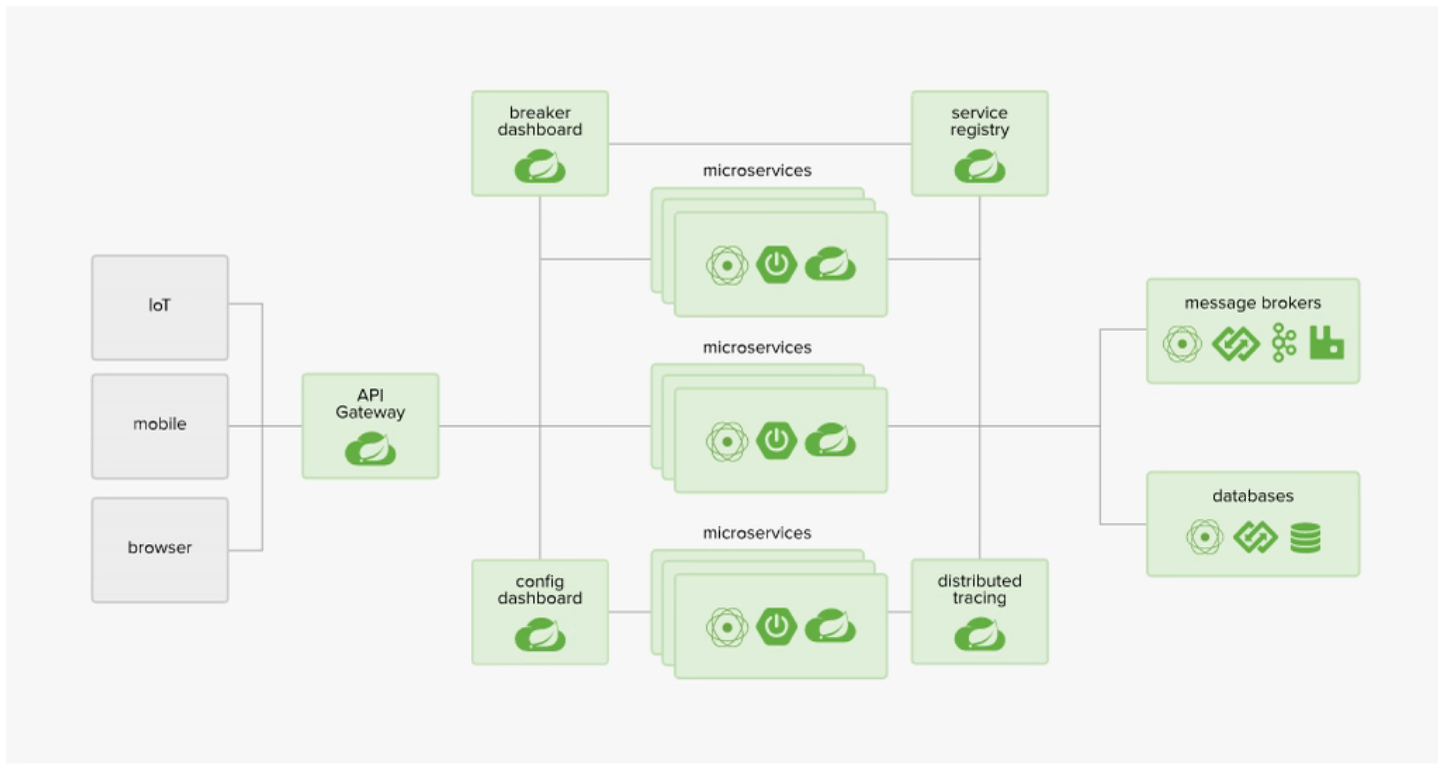 breaker
dashboard
service
registry
microservices
IoT
message brokers
microservices
API
Gateway
mobile
databases
microservices
browser
config
dashboard
distributed
tracing